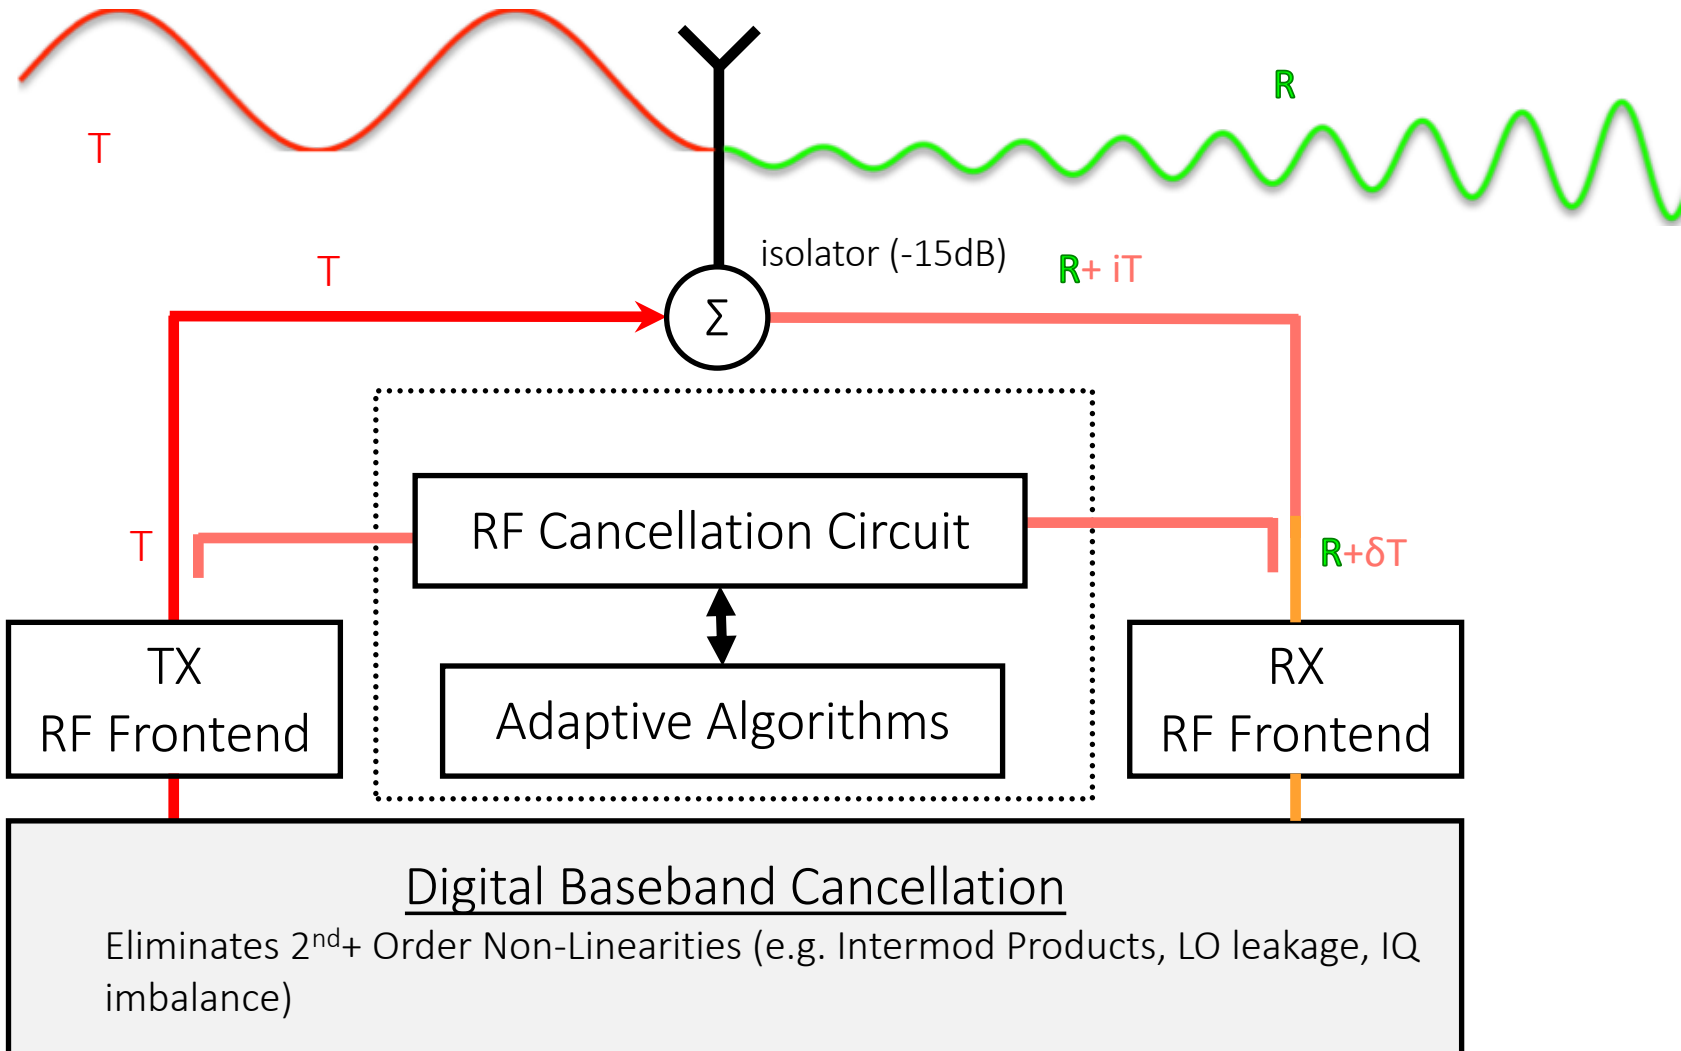 R
T
isolator (-15dB)
T
R+ iT
Σ
RF Cancellation Circuit
T
R+δT
TX
RF Frontend
RX
RF Frontend
Adaptive Algorithms
Digital Baseband Cancellation
Eliminates 2nd+ Order Non-Linearities (e.g. Intermod Products, LO leakage, IQ
imbalance)